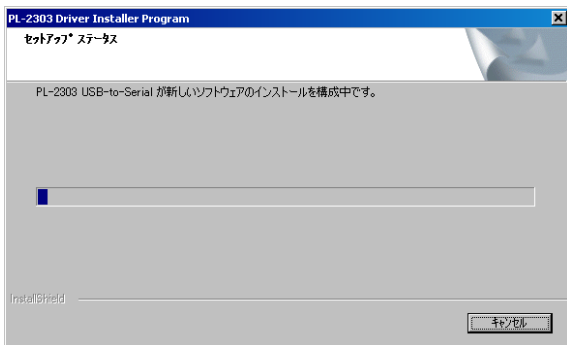 PL-2303 Driver Installer Program
セットアップ ステータス
PL-2303 USB-to-Serial が新しいソフトウェアのインストールを構成中です。
InstallShield
キャンセル